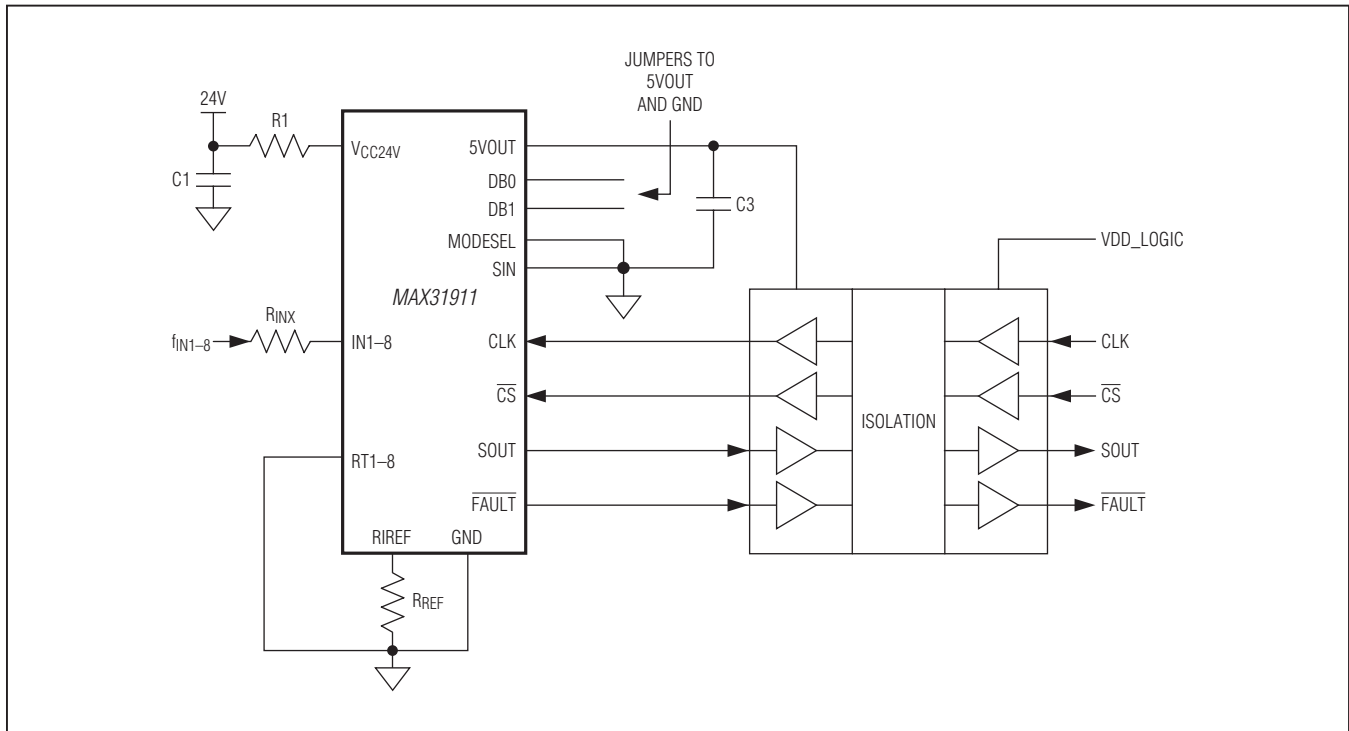 JUMPERS TO
5VOUT
AND GND
24V
R1
C1
VCC24V
5VOUT
DB0
DB1
C3
MODESEL
SIN
VDD_LOGIC
MAX31911
RINX
fIN1–8
IN1–8
CLK
CLK
CS
CS
ISOLATION
SOUT
SOUT
RT1–8
FAULT
FAULT
RIREF
GND
RREF